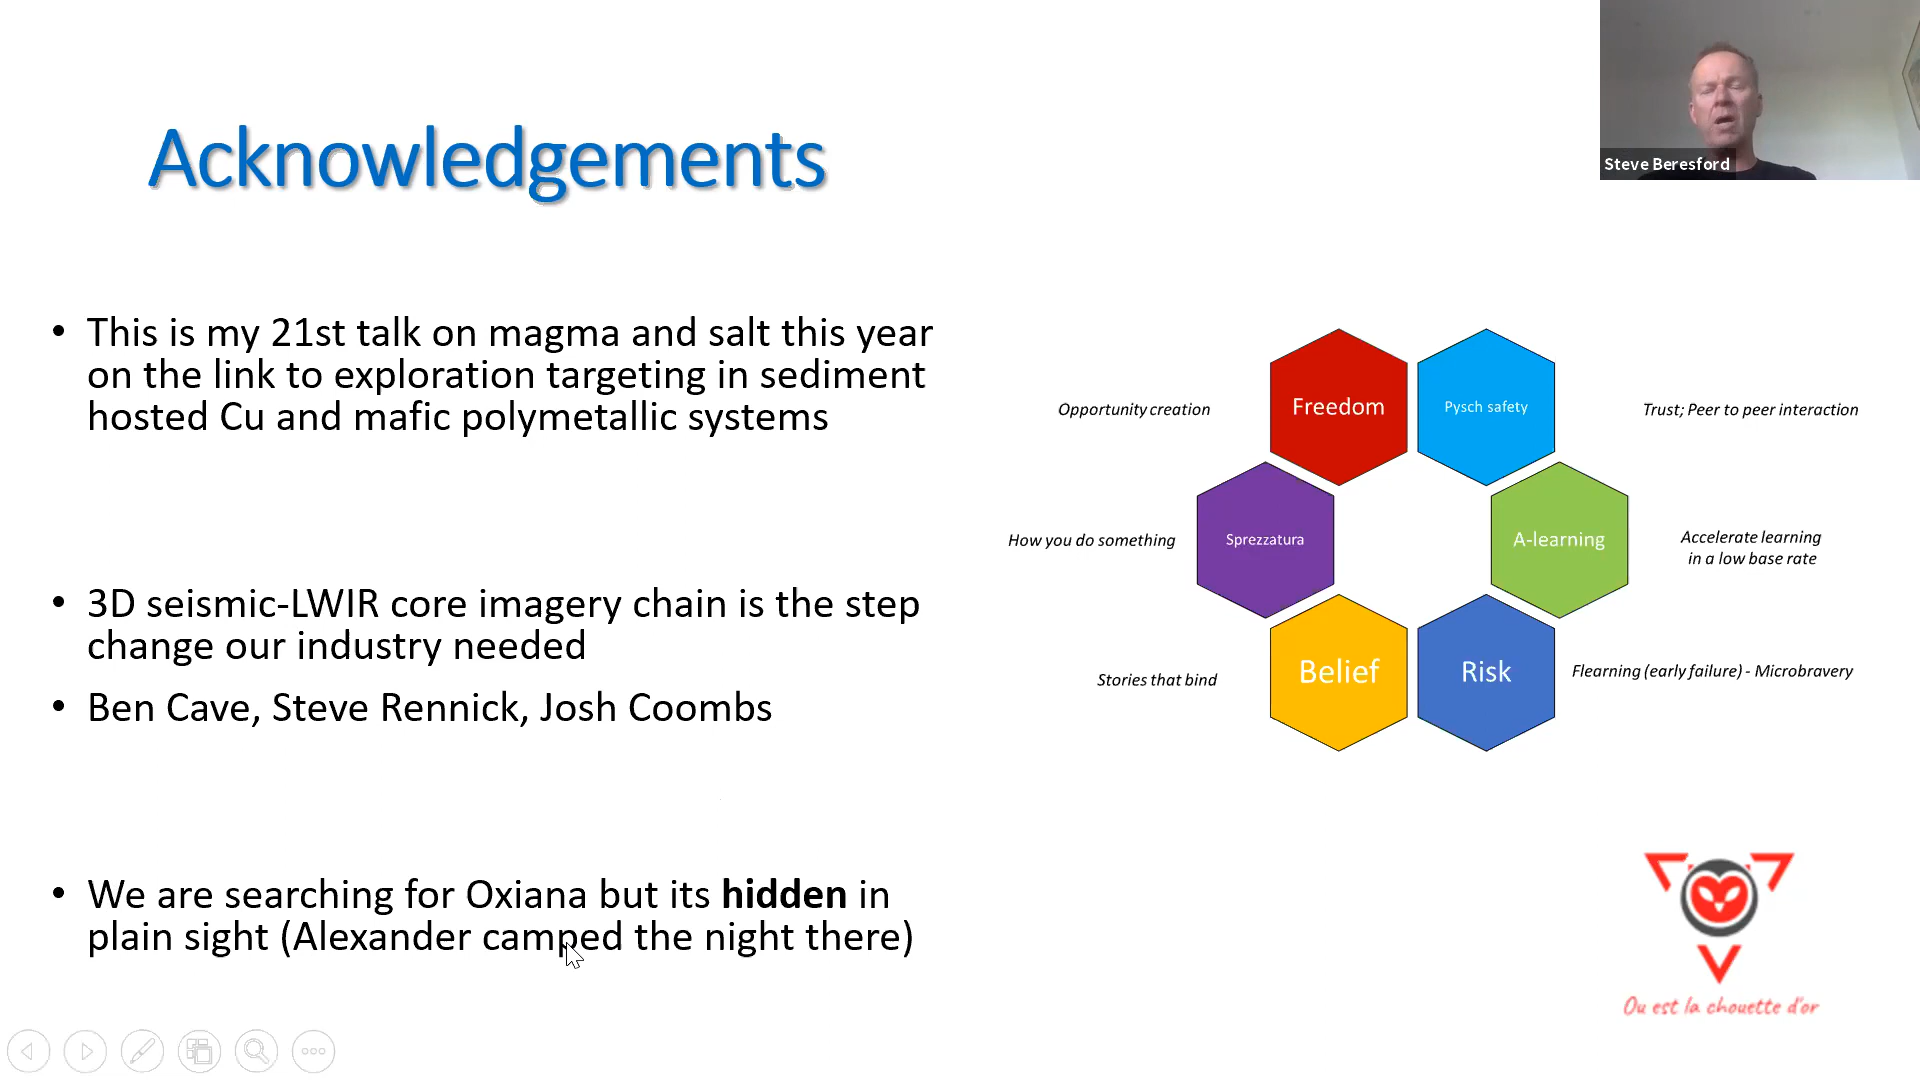 Steve Beresford
Acknowledgements
• This is my 21st talk on magma and salt this year
on the link to exploration targeting in sediment
hosted Cu and mafic polymetallic systems
• 3D seismic-LWIR core imagery chain is the step
change our industry needed
• Ben Cave, Steve Rennick, Josh Coombs
• We are searching for Oxiana but its hidden in
plain sight (Alexander camped the night there)
Opportunity creation
Freedom
Pysch safety
Trust; Peer to peer interaction
How you do something
Sprezzatura
A-learning
Accelerate learning
in a low base rate
Stories that bind
Belief
Risk
Flearning (early failure) - Microbravery
Ou est la chouette d'or